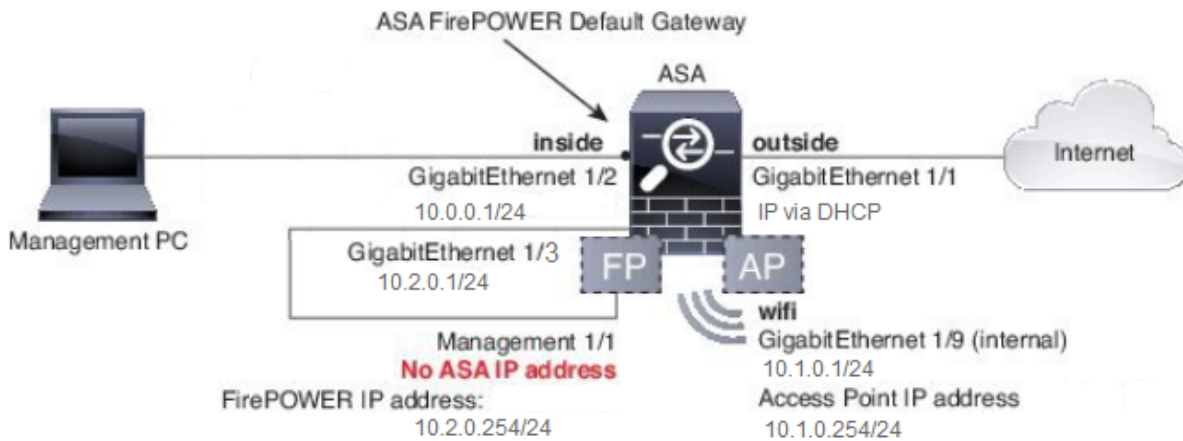 ASA FirePOWER Default Gateway
ASA
inside
outside
GigabitEthernet 1/2
10.0.0.1/24
GigabitEthernet 1/1
IP via DHCP
Internet
Management PC
GigabitEthernet 1/3
10.2.0.1/24
FP
AP
Management 1/1
No ASA IP address
FirePOWER IP address:
10.2.0.254/24
wifi
GigabitEthernet 1/9 (internal)
10.1.0.1/24
Access Point IP address
10.1.0.254/24